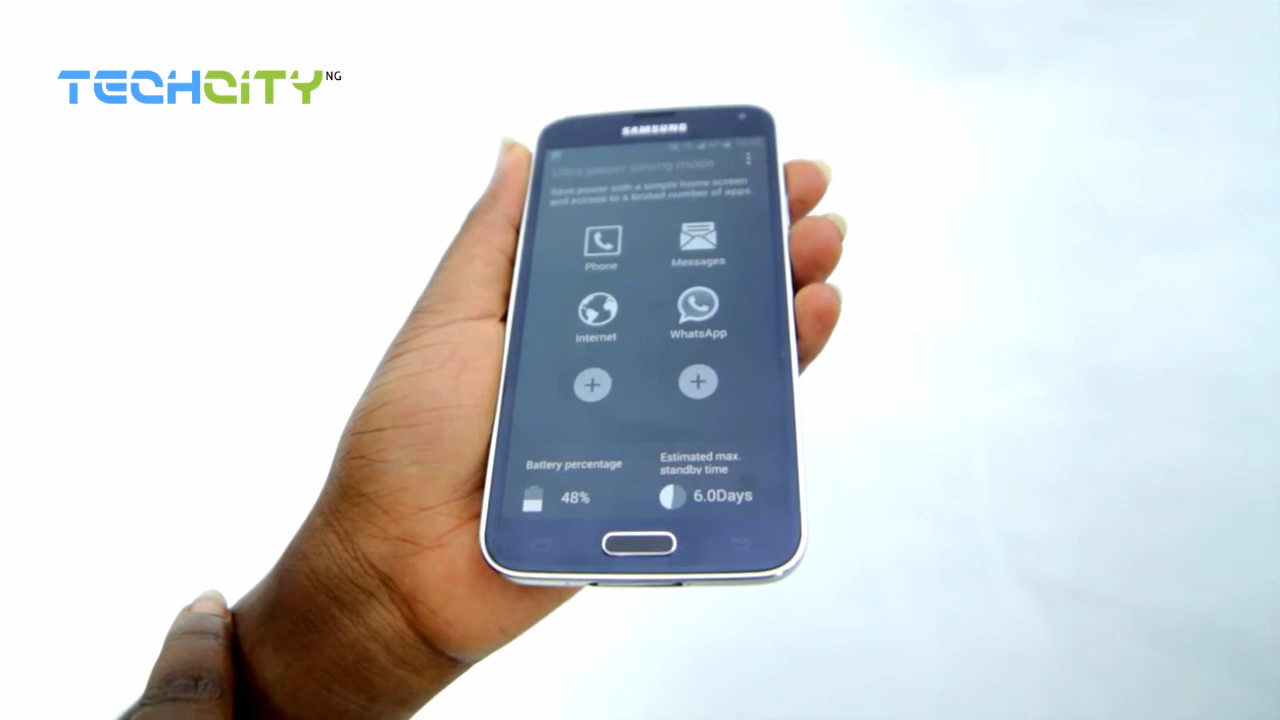 TECHCiTY NG
SAMSUNG
Ultra power saving mode
Save power with a simple home screen
and access to a limited number of apps
Phone
Messages
Internet
WhatsApp
Battery percentage
Estimated max.
standby time
48%
6.0Days